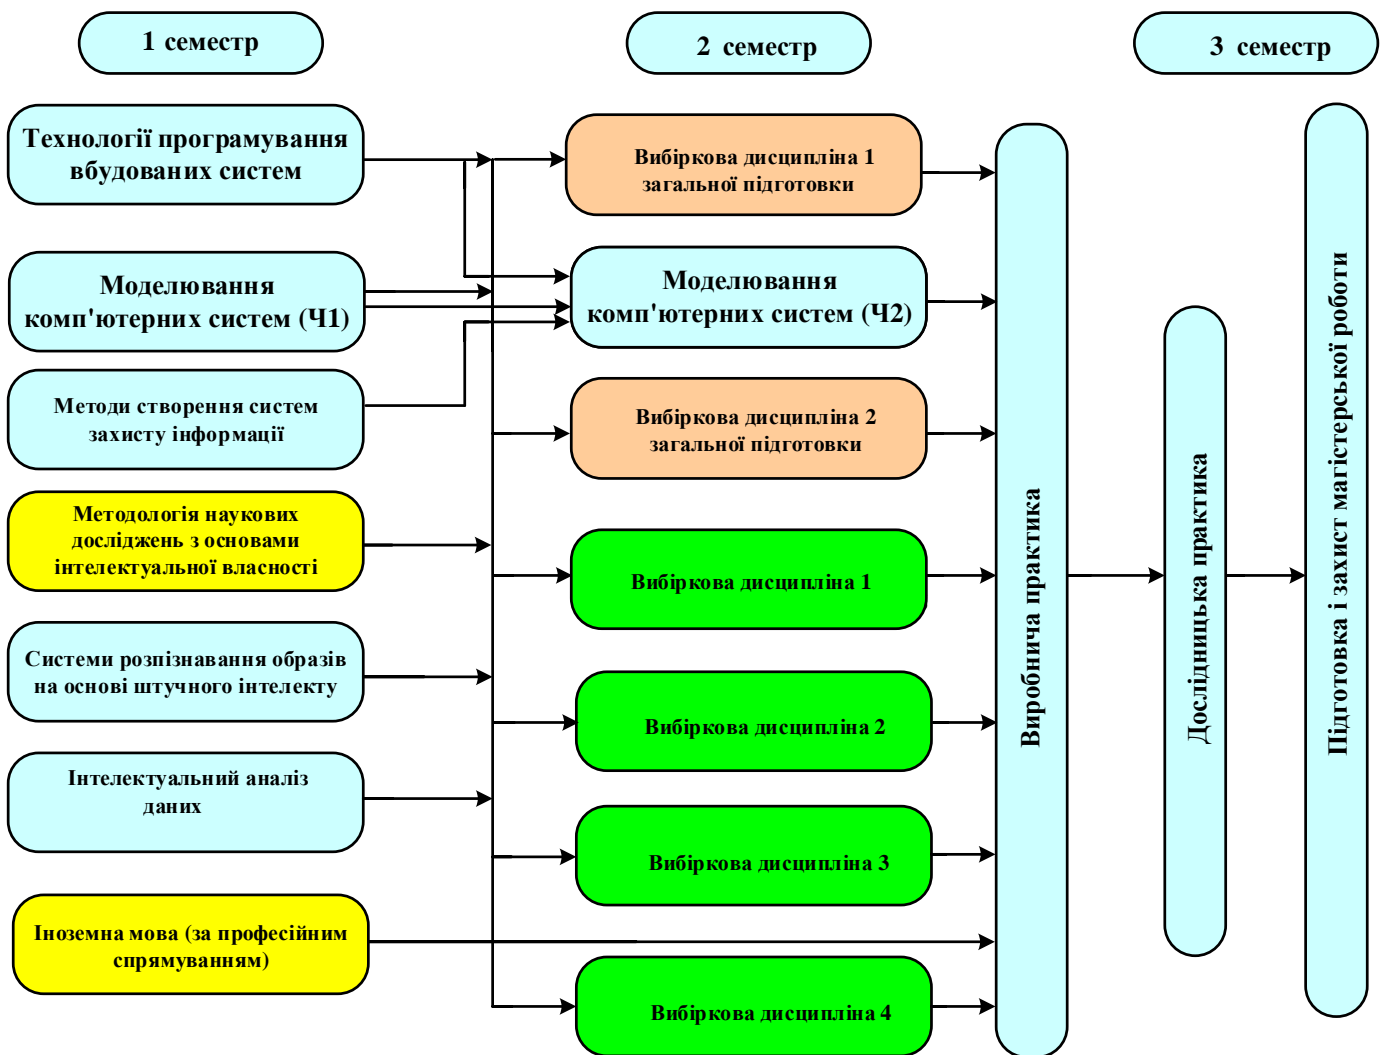 1 семестр
2 семестр
3 семестр
Технології програмування
вбудованих систем
Моделювання
комп'ютерних систем (Ч1)
Методи створення систем
захисту інформації
Методологія наукових
досліджень з основами
інтелектуальної власності
Системи розпізнавання образів
на основі штучного інтелекту
Інтелектуальний аналіз
даних
Іноземна мова (за професійним
спрямуванням)
Вибіркова дисципліна 1
загальної підготовки
Моделювання
комп'ютерних систем (Ч2)
Вибіркова дисципліна 2
загальної підготовки
Вибіркова дисципліна 1
Вибіркова дисципліна 2
Вибіркова дисципліна 3
Вибіркова дисципліна 4
Виробнича практика
Дослідницька практика
Підготовка і захист магістерської роботи